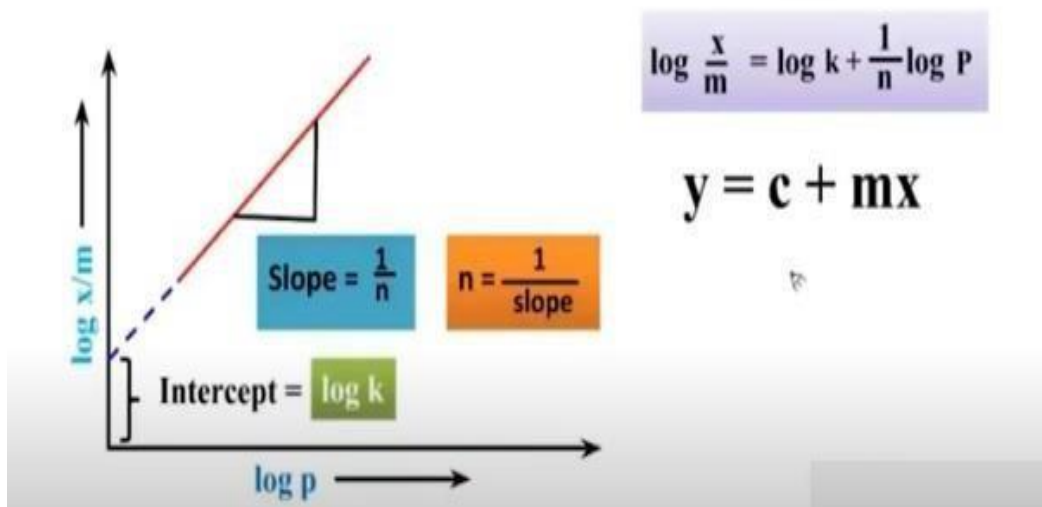 log x/m = log k + 1/n log P
y = c + mx
log x/m
Slope = 1/n
n = 1/slope
Intercept = log k
log p